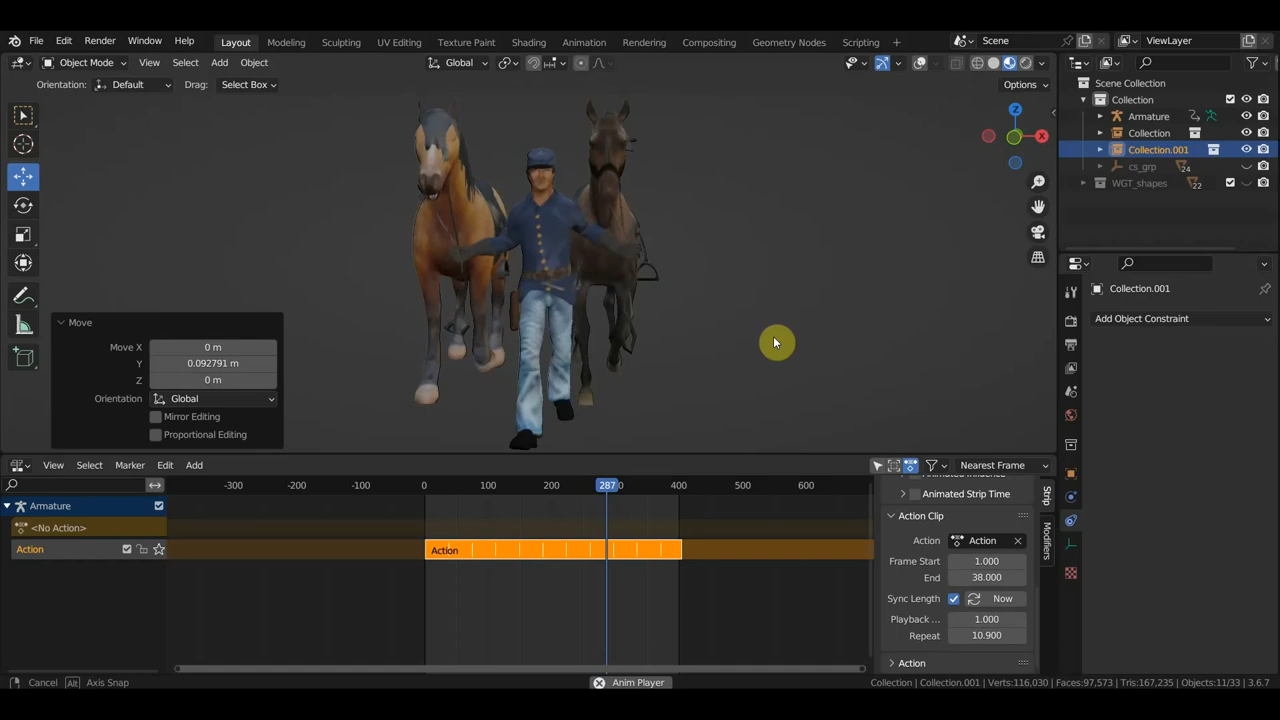 File Edit Render Window Help Layout Modeling Sculpting UV Editing Texture Paint Shading Animation Rendering Compositing Geometry Nodes Scripting + Scene ViewLayer
Object Mode View Select Add Object Global Options
Orientation: Default Drag: Select Box
Scene Collection
Collection
Armature
Collection
Collection.001
cs_grp 24
WGT_shapes 22
Z
X
Move
Move X 0 m
Y 0.092791 m
Z 0 m
Orientation Global
Mirror Editing
Proportional Editing
Collection.001
Add Object Constraint
View Select Marker Edit Add Nearest Frame
-300 -200 -100 0 100 200 287 400 500 600
Armature
<No Action>
Action
Action
Animated Strip Time
Action Clip
Action Action
Frame Start 1.000
End 38.000
Sync Length Now
Playback ... 1.000
Repeat 10.900
Action
Strip
Modifiers
Cancel Alt Axis Snap Anim Player Collection | Collection.001 | Verts:116,030 | Faces:97,573 | Tris:167,235 | Objects:11/33 | 3.6.7